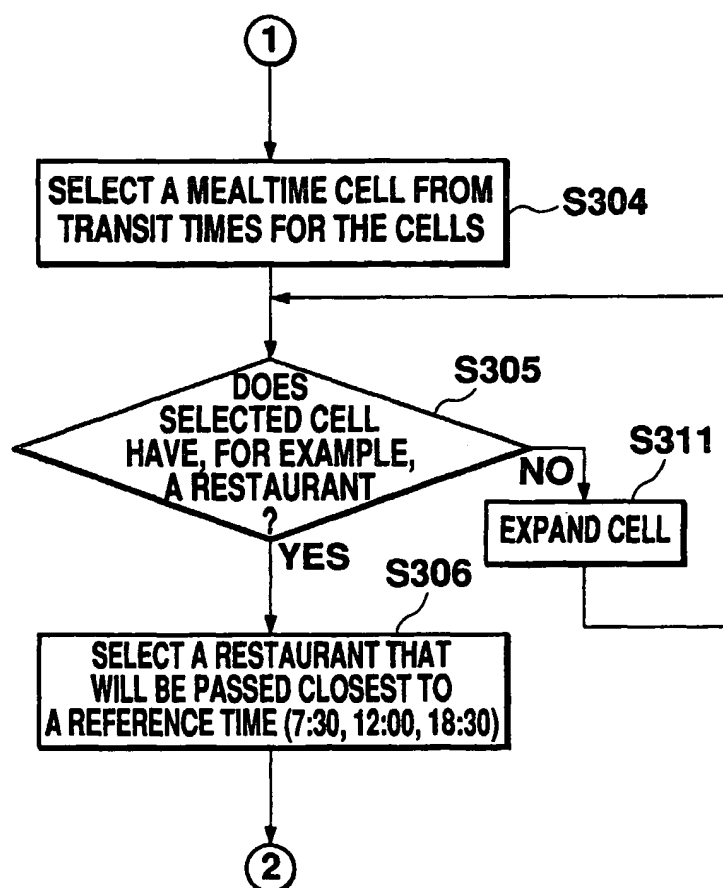 1
SELECT A MEALTIME CELL FROM
TRANSIT TIMES FOR THE CELLS
S304
DOES
SELECTED CELL
HAVE, FOR EXAMPLE,
A RESTAURANT
?
S305
NO
S311
EXPAND CELL
YES
S306
SELECT A RESTAURANT THAT
WILL BE PASSED CLOSEST TO
A REFERENCE TIME (7:30, 12:00, 18:30)
2